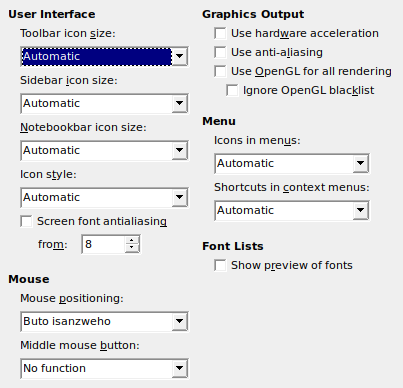 User Interface
Toolbar icon size:
Automatic
Sidebar icon size:
Automatic
Notebookbar icon size:
Automatic
Icon style:
Automatic
Screen font antialiasing
from: 8
Mouse
Mouse positioning:
Buto isanzweho
Middle mouse button:
No function
Graphics Output
Use hardware acceleration
Use anti-aliasing
Use OpenGL for all rendering
Ignore OpenGL blacklist
Menu
Icons in menus:
Automatic
Shortcuts in context menus:
Automatic
Font Lists
Show preview of fonts